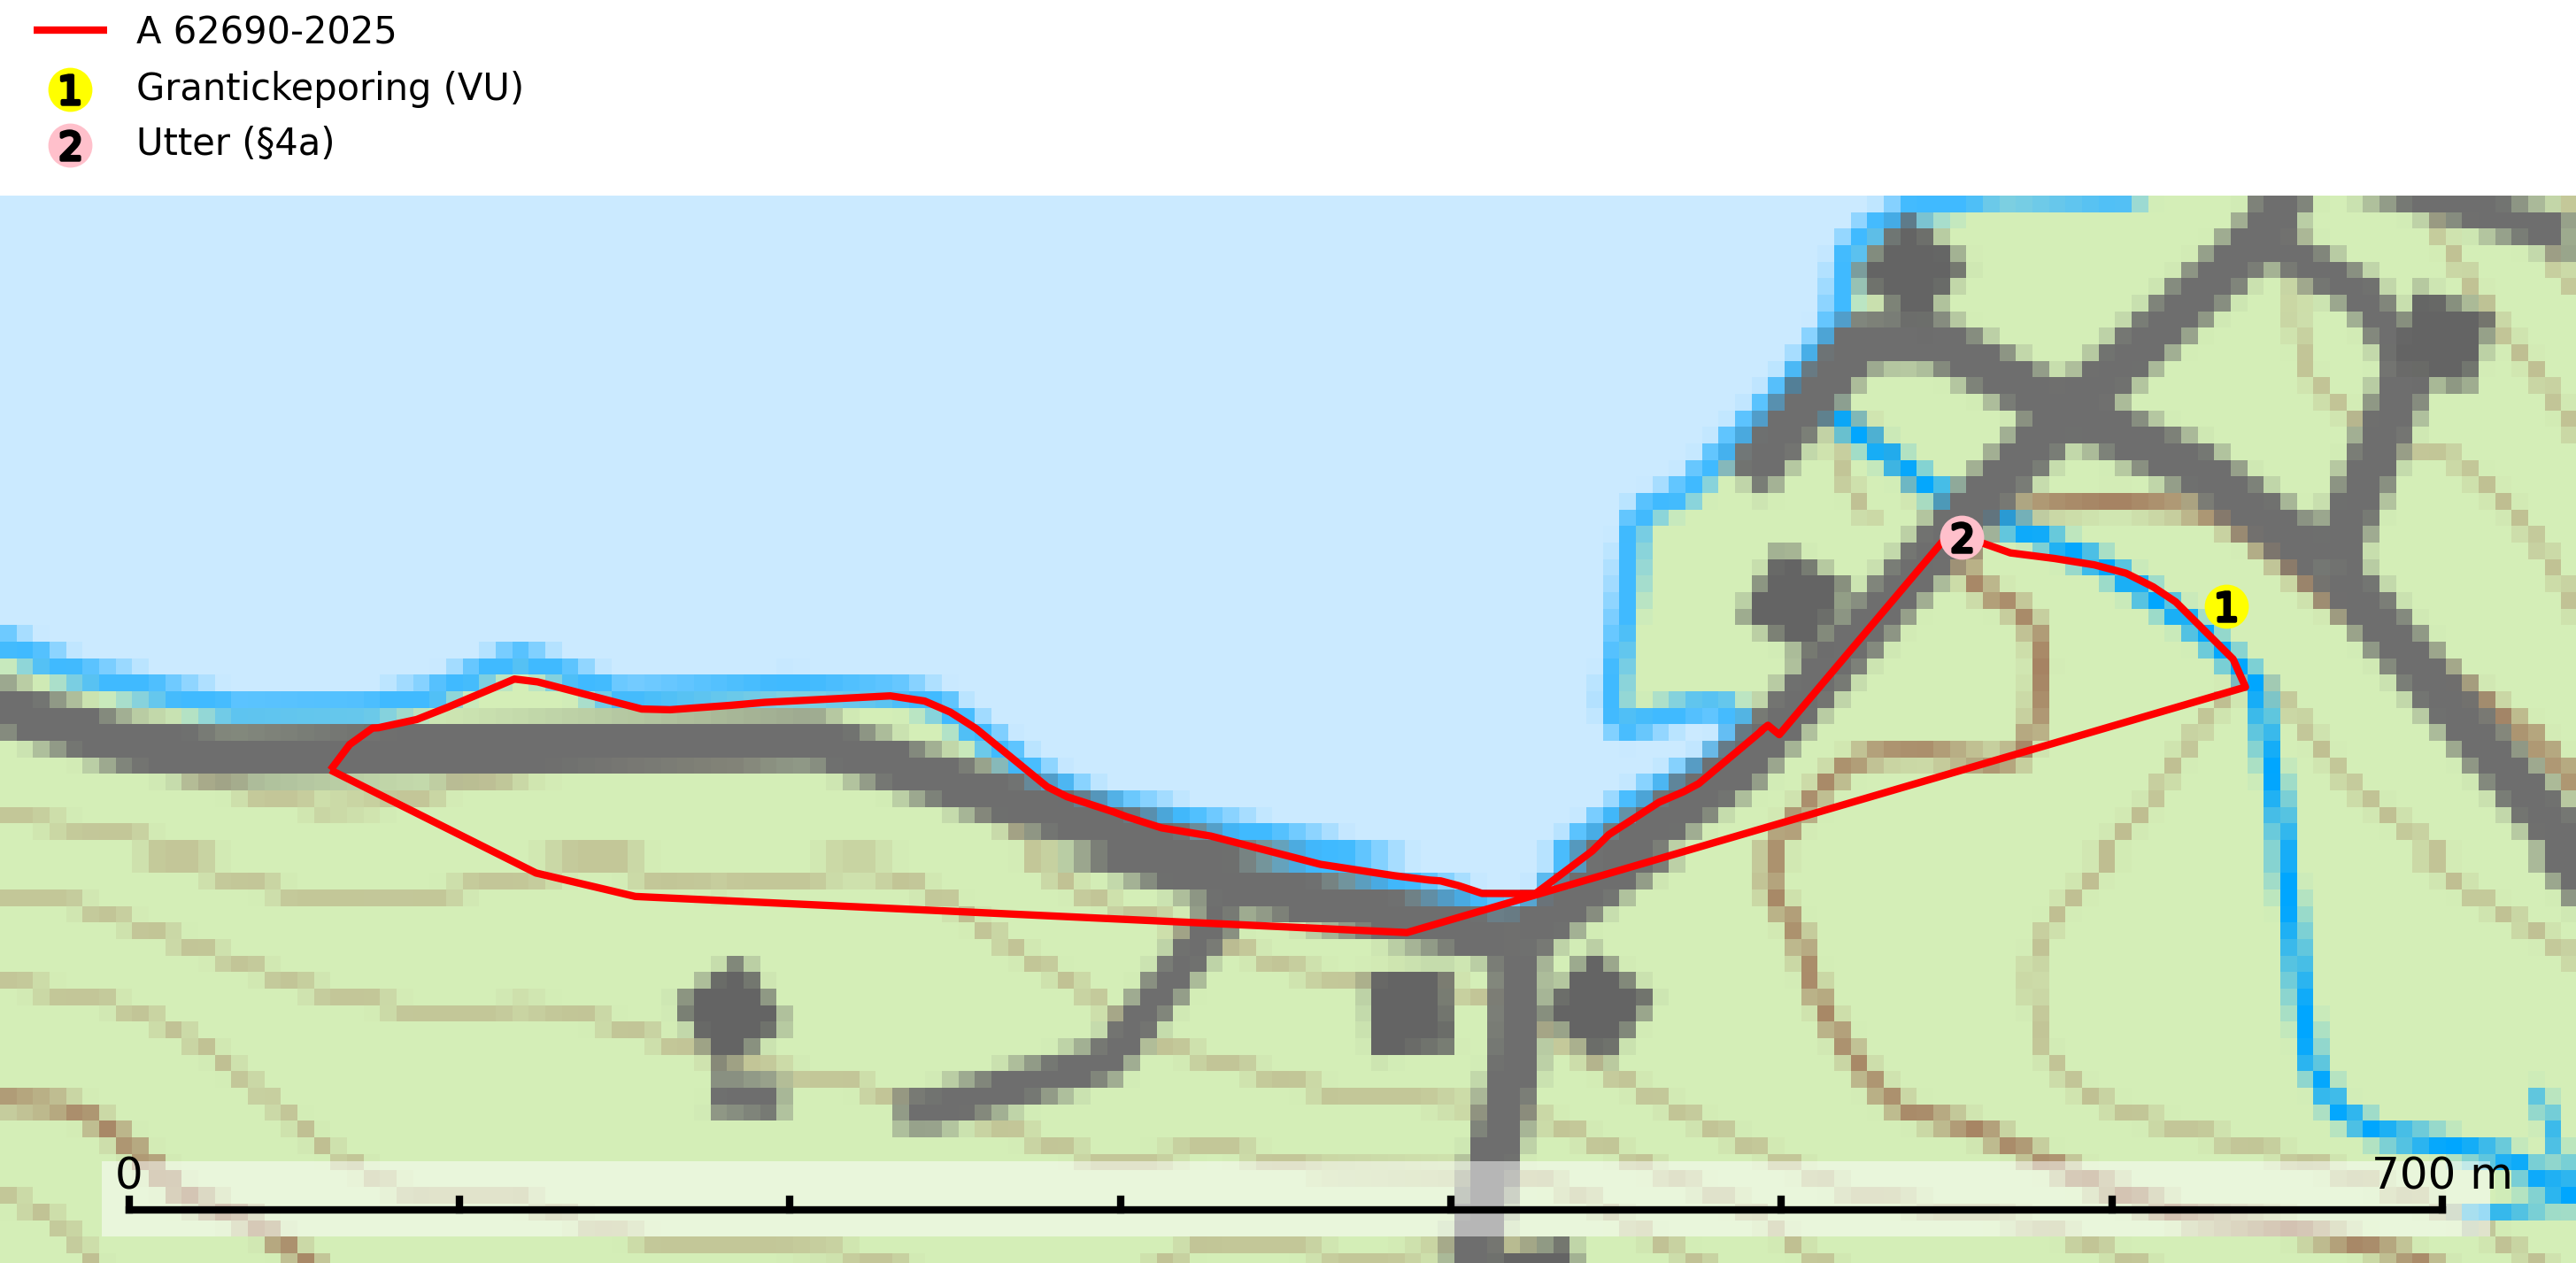 A 62690-2025
1 Grantickeporing (VU)
2 Utter (§4a)
2
1
0 700 m